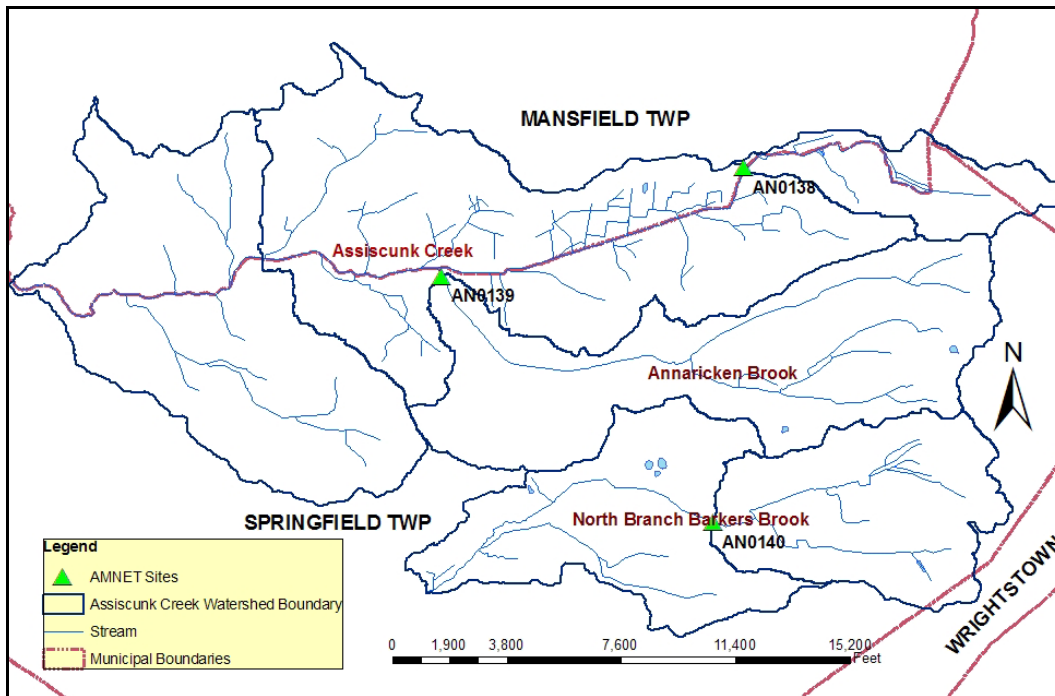 MANSFIELD TWP
AN0138
Assiscunk Creek
AN0139
N
Annaricken Brook
SPRINGFIELD TWP
North Branch Barkers Brook
AN0140
WRIGHTSTOWN
Legend
AMNET Sites
Assiscunk Creek Watershed Boundary
Stream
Municipal Boundaries
0 1,900 3,800 7,600 11,400 15,200
Feet